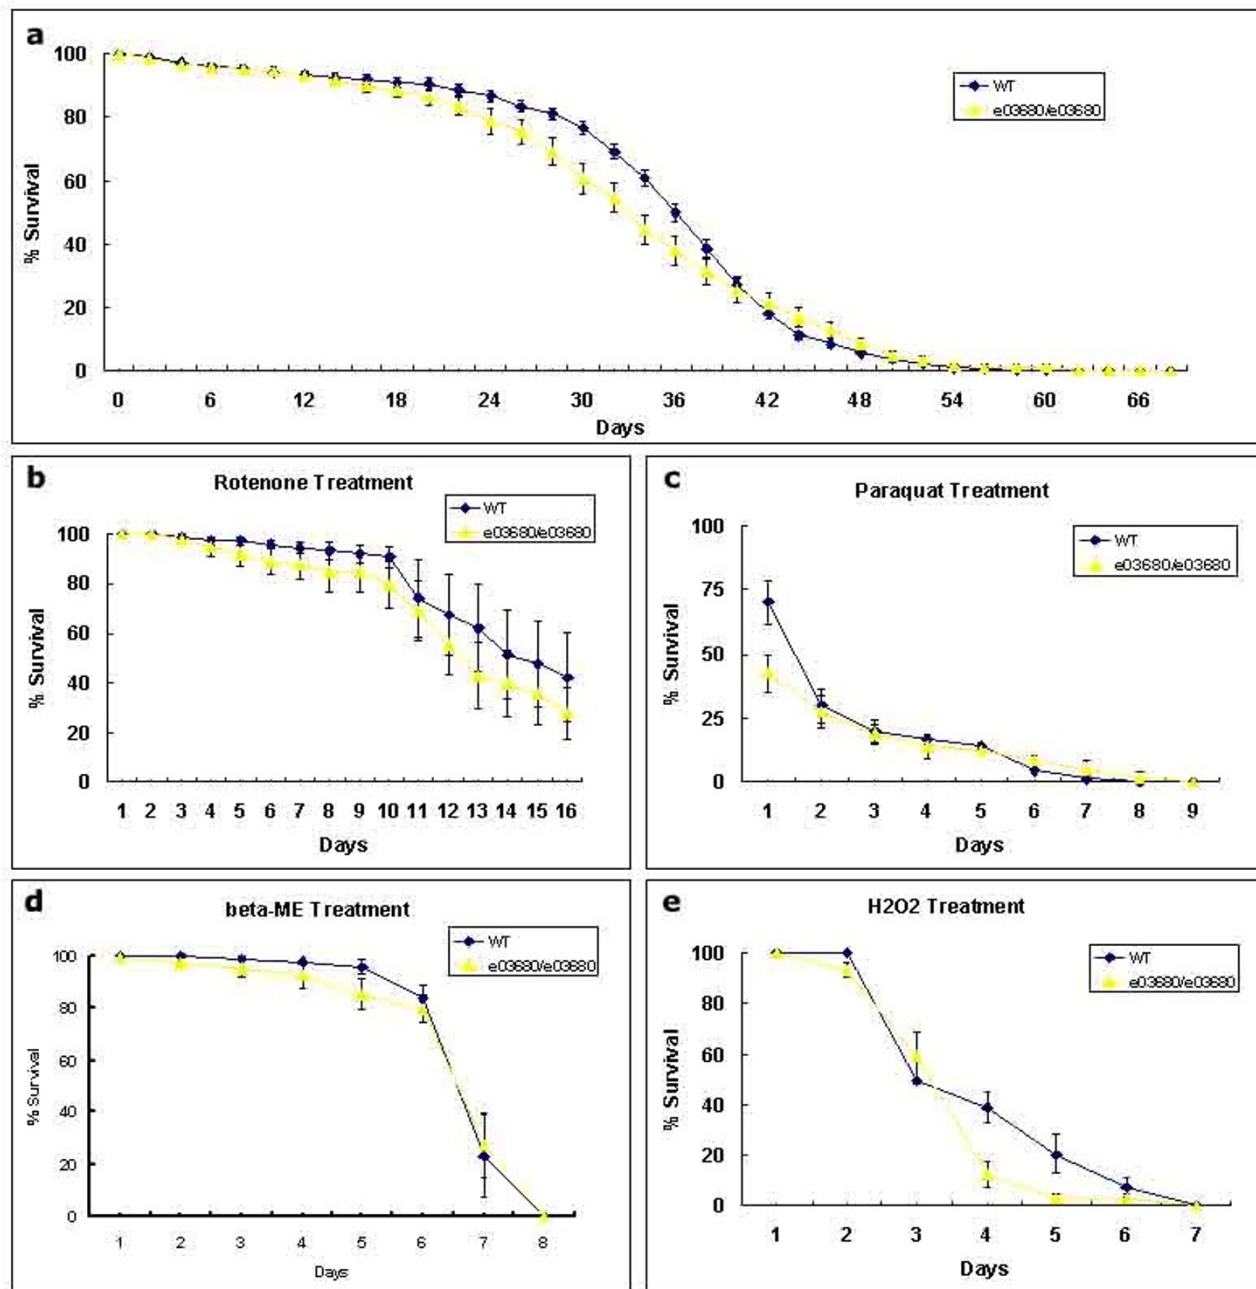 a
100
80
60
40
20
0
% Survival
WT
e03680/e03680
0 6 12 18 24 30 36 42 48 54 60 66
Days
b
Rotenone Treatment
WT
e03680/e03680
100
80
60
40
20
0
% Survival
1 2 3 4 5 6 7 8 9 10 11 12 13 14 15 16
Days
c
Paraquat Treatment
WT
e03680/e03680
100
75
50
25
0
% Survival
1 2 3 4 5 6 7 8 9
Days
d
beta-ME Treatment
WT
e03680/e03680
100
80
60
40
20
0
% Survival
1 2 3 4 5 6 7 8
Days
e
H2O2 Treatment
WT
e03680/e03680
100
80
60
40
20
0
% Survival
1 2 3 4 5 6 7
Days